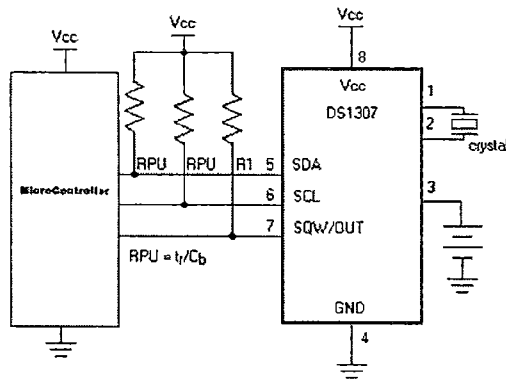 Vcc
Vcc
Vcc
8
Vcc
DS1307
1
2
crystal
RPU
RPU
R1
5
SDA
MicroController
3
6
SCL
7
SQW/OUT
RPU = tr/Cb
GND
4